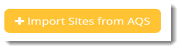 + Import Sites from AQS